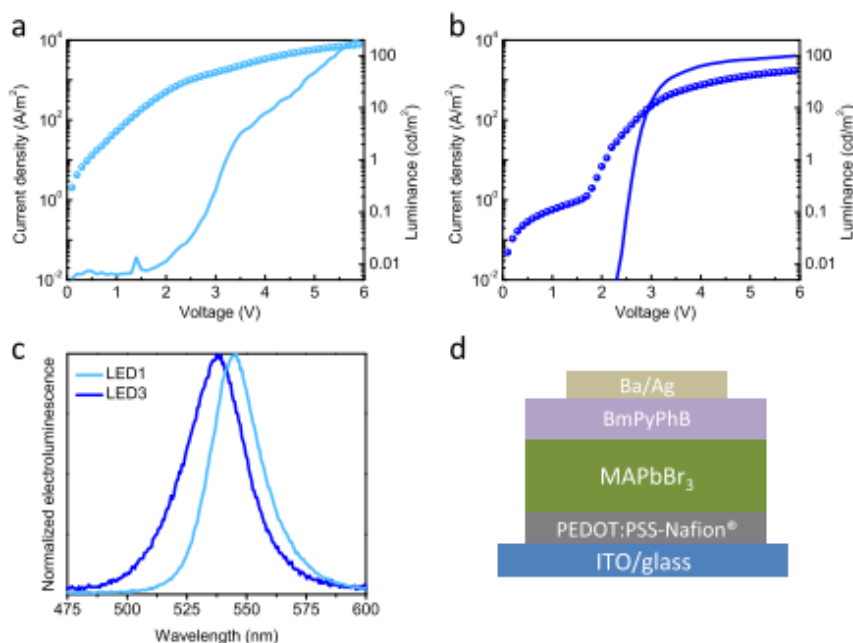 a
10⁴
10²
10⁰
10⁻²
Current density (A/m²)
100
10
1
0.1
0.01
Luminance (cd/m²)
0 1 2 3 4 5 6
Voltage (V)
b
10⁴
10²
10⁰
10⁻²
Current density (A/m²)
100
10
1
0.1
0.01
Luminance (cd/m²)
0 1 2 3 4 5 6
Voltage (V)
c
LED1
LED3
Normalized electroluminescence
475 500 525 550 575 600
Wavelength (nm)
d
Ba/Ag
BmPyPhB
MAPbBr₃
PEDOT:PSS-Nafion®
ITO/glass